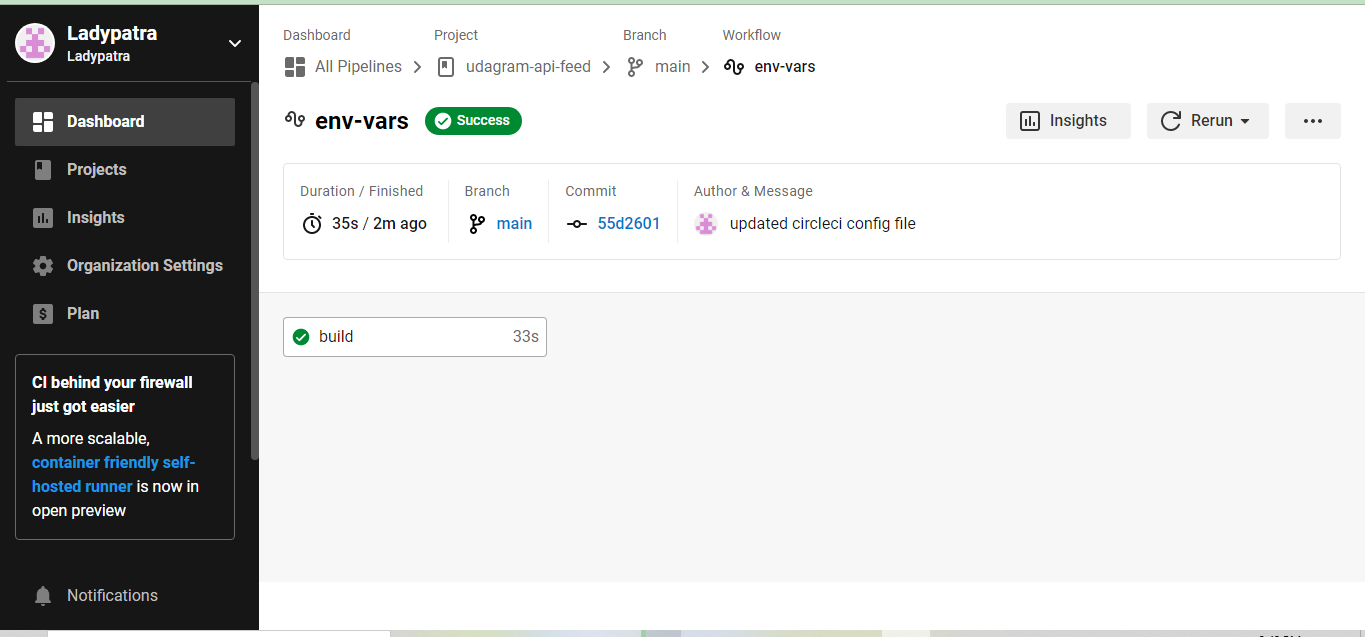 Ladypatra
Ladypatra
Dashboard
Projects
Insights
Organization Settings
Plan
CI behind your firewall
just got easier
A more scalable,
container friendly self-
hosted runner is now in
open preview
Notifications
Dashboard Project Branch Workflow
All Pipelines udagram-api-feed main env-vars
env-vars Success Insights Rerun
Duration / Finished Branch Commit Author & Message
35s / 2m ago main 55d2601 updated circleci config file
build 33s